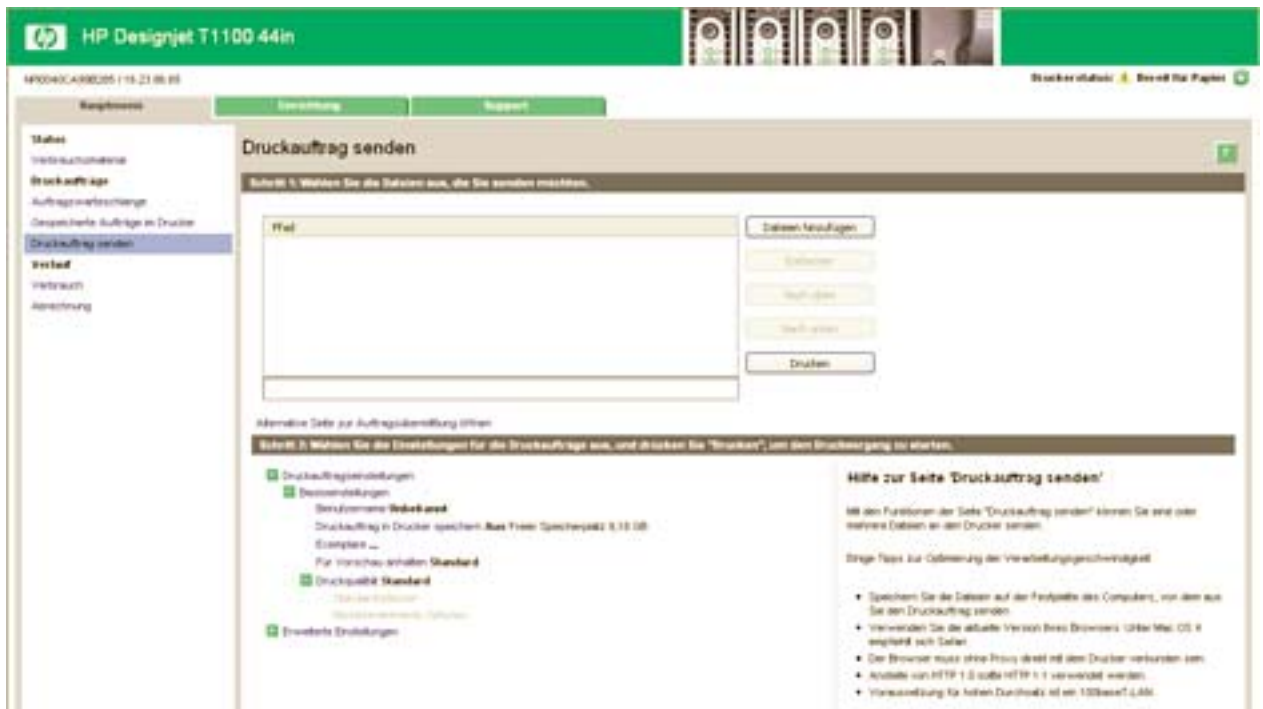 HP Designjet T1100 44in
Druckerstatus: Bereit für Papier
Hauptmenü
Einrichtung
Support
Status
Verbrauchsmaterial
Druckaufträge
Auftragswarteschlange
Gespeicherte Aufträge im Drucker
Druckauftrag senden
Verlauf
Verbrauch
Abrechnung
Druckauftrag senden
?
Schritt 1: Wählen Sie die Dateien aus, die Sie senden möchten.
Pfad
Dateien hinzufügen
Entfernen
Nach oben
Nach unten
Drucken
Alternative Seite zur Auftragsübermittlung öffnen
Schritt 2: Wählen Sie die Einstellungen für die Druckaufträge aus, und drücken Sie "Drucken", um den Druckvorgang zu starten.
Druckauftragseinstellungen
Basiseinstellungen
Benutzername Unbekannt
Druckauftrag in Drucker speichern Aus Freier Speicherplatz GB
Exemplare ...
Für Vorschau anhalten Standard
Druckqualität Standard
Optionen
Erweiterte Einstellungen
Hilfe zur Seite 'Druckauftrag senden'
Mit den Funktionen der Seite "Druckauftrag senden" können Sie eine oder
mehrere Dateien an den Drucker senden.
Einige Tipps zur Optimierung der Verarbeitungsgeschwindigkeit
• Speichern Sie die Dateien auf der Festplatte des Computers, von dem aus
Sie den Druckauftrag senden
• Verwenden Sie die aktuelle Version Ihres Browsers. Unter Mac OS X
empfiehlt sich Safari.
• Der Browser muss ohne Proxy direkt mit dem Drucker verbunden sein.
• Anstelle von HTTP 1.0 sollte HTTP 1.1 verwendet werden.
• Voraussetzung für hohen Durchsatz ist ein 100baseT-LAN.